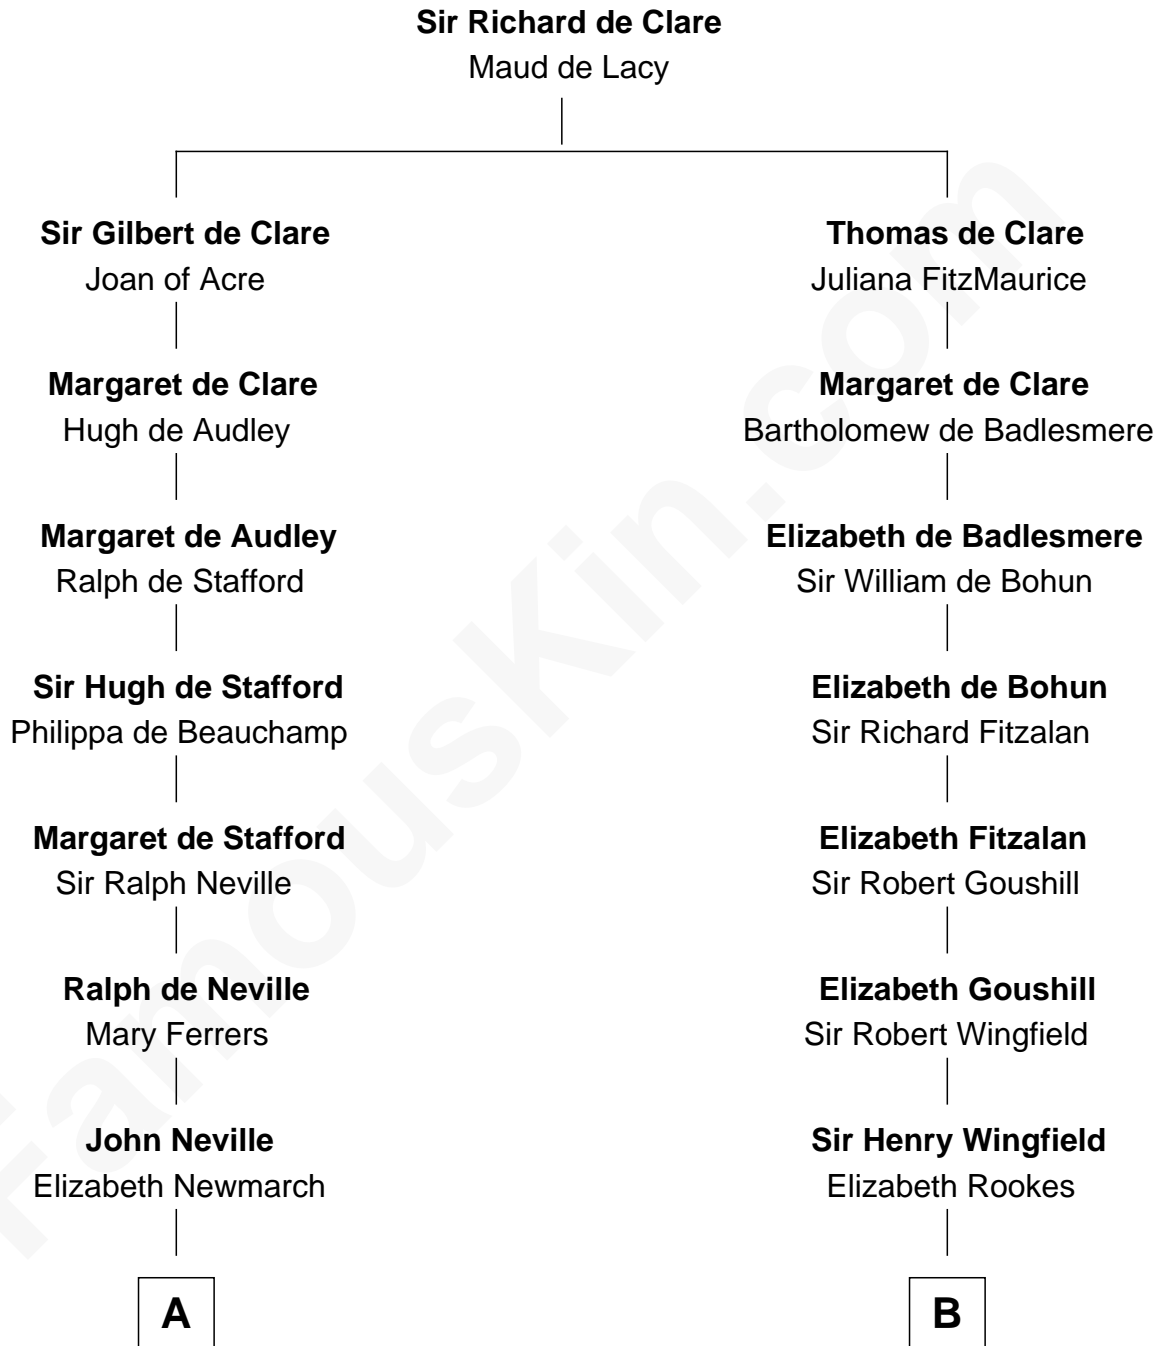 Sir Richard de Clare
Maud de Lacy
Sir Gilbert de Clare
Joan of Acre
Thomas de Clare
Juliana FitzMaurice
Margaret de Clare
Hugh de Audley
Margaret de Clare
Bartholomew de Badlesmere
Margaret de Audley
Ralph de Stafford
Elizabeth de Badlesmere
Sir William de Bohun
Sir Hugh de Stafford
Philippa de Beauchamp
Elizabeth de Bohun
Sir Richard Fitzalan
Margaret de Stafford
Sir Ralph Neville
Elizabeth Fitzalan
Sir Robert Goushill
Ralph de Neville
Mary Ferrers
Elizabeth Goushill
Sir Robert Wingfield
John Neville
Elizabeth Newmarch
Sir Henry Wingfield
Elizabeth Rookes
A
B
FamousKin.com